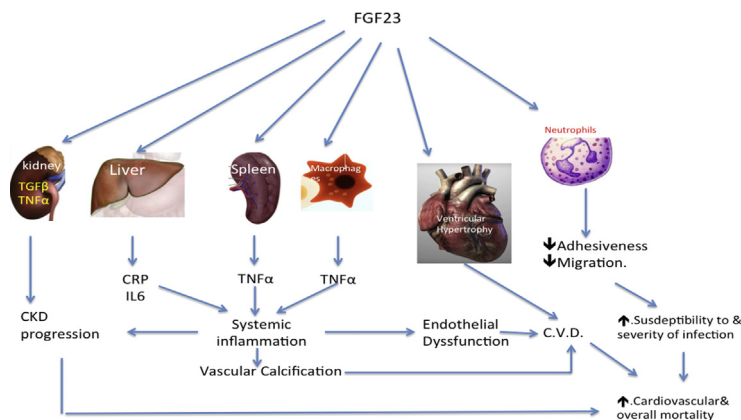 FGF23
Neutrophils
kidney
TGFβ
TNFα
Liver
Spleen
Macrophag
es
Ventricular
Hypertrophy
🡇Adhesiveness
🡇Migration.
CRP
IL6
TNFα
TNFα
CKD
progression
Systemic
inflammation
Endothelial
Dyssfunction
C.V.D.
🡅.Susdeptibility to &
severity of infection
Vascular Calcification
🡅.Cardiovascular&
overall mortality